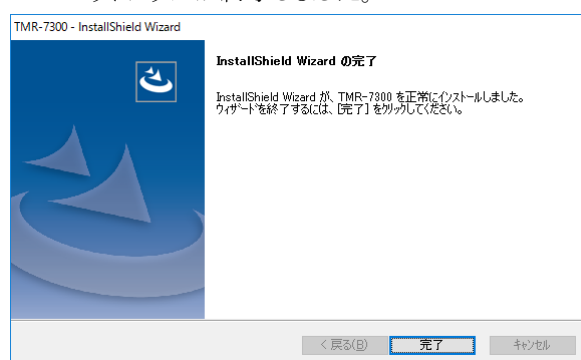 TMR-7300 - InstallShield Wizard
InstallShield Wizard の完了
InstallShield Wizard が、TMR-7300 を正常にインストールしました。
ウィザードを終了するには、[完了] をクリックしてください。
< 戻る(B)
完了
キャンセル